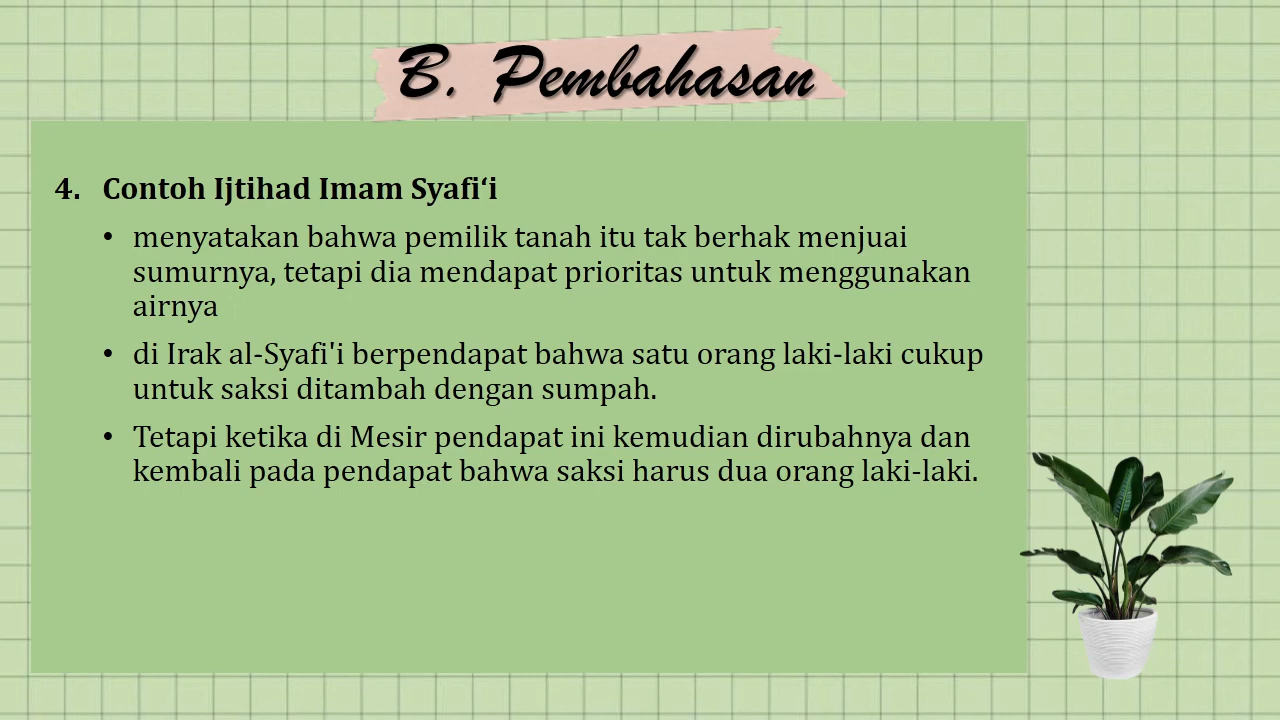 B. Pembahasan
4. Contoh Ijtihad Imam Syafi‘i
• menyatakan bahwa pemilik tanah itu tak berhak menjuai
sumurnya, tetapi dia mendapat prioritas untuk menggunakan
airnya
• di Irak al-Syafi'i berpendapat bahwa satu orang laki-laki cukup
untuk saksi ditambah dengan sumpah.
• Tetapi ketika di Mesir pendapat ini kemudian dirubahnya dan
kembali pada pendapat bahwa saksi harus dua orang laki-laki.